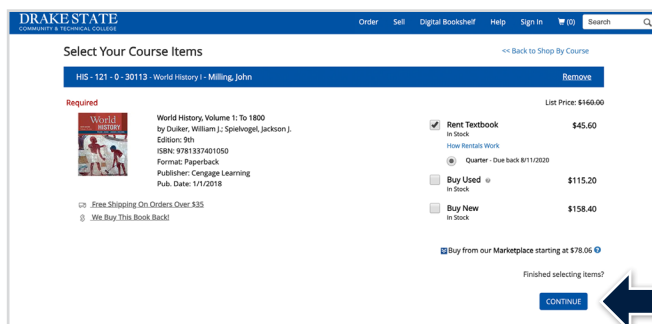 DRAKE STATE
COMMUNITY & TECHNICAL COLLEGE
Order Sell Digital Bookshelf Help Sign In (0) Search
Select Your Course Items
<< Back to Shop By Course
HIS - 121 - 0 - 30113 - World History I - Milling, John
Remove
Required
List Price: $160.00
World
HISTORY
World History, Volume 1: To 1800
by Duiker, William J.; Spielvogel, Jackson J.
Edition: 9th
ISBN: 9781337401050
Format: Paperback
Publisher: Cengage Learning
Pub. Date: 1/1/2018
Free Shipping On Orders Over $35
We Buy This Book Back!
Rent Textbook $45.60
In Stock
How Rentals Work
Quarter - Due back 8/11/2020
Buy Used $115.20
In Stock
Buy New $158.40
In Stock
Buy from our Marketplace starting at $78.06
Finished selecting items?
CONTINUE